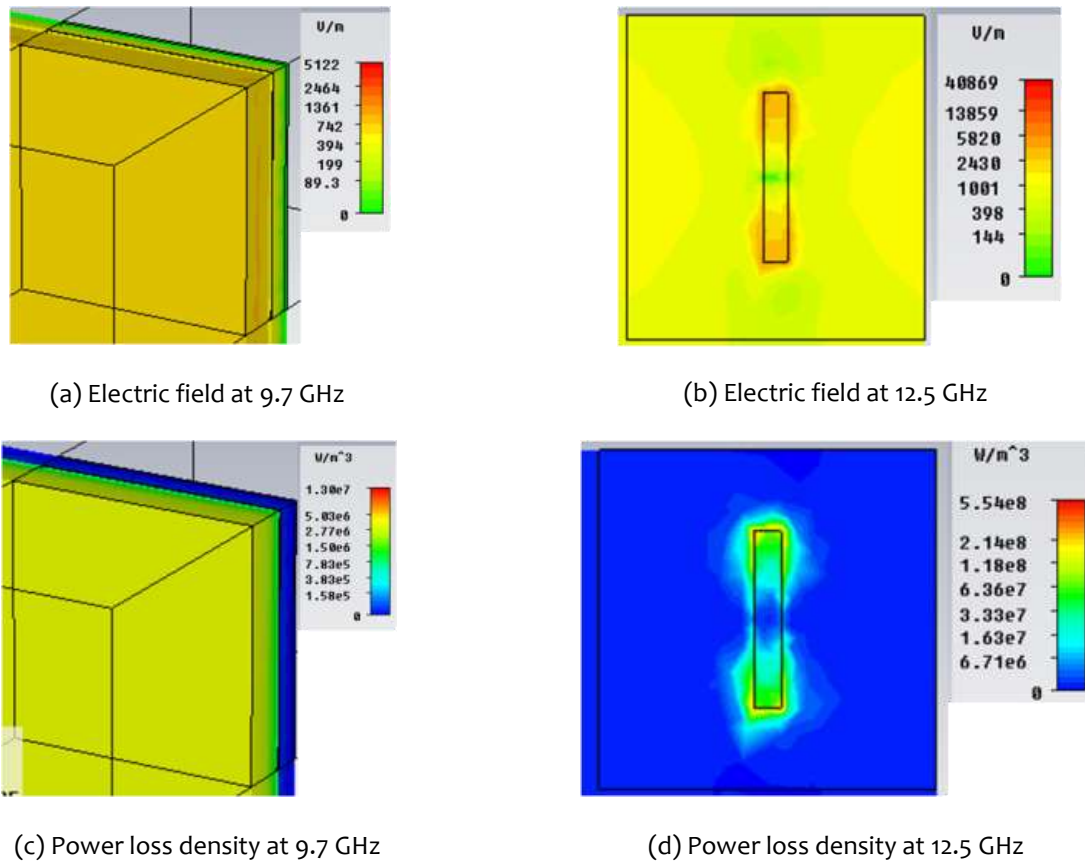 V/m
5122
2464
1361
742
394
199
89.3
0
V/m
40869
13859
5820
2430
1001
398
144
0
(a) Electric field at 9.7 GHz
(b) Electric field at 12.5 GHz
W/m^3
1.30e7
5.03e6
2.77e6
1.50e6
7.83e5
3.83e5
1.58e5
0
W/m^3
5.54e8
2.14e8
1.18e8
6.36e7
3.33e7
1.63e7
6.71e6
0
(c) Power loss density at 9.7 GHz
(d) Power loss density at 12.5 GHz